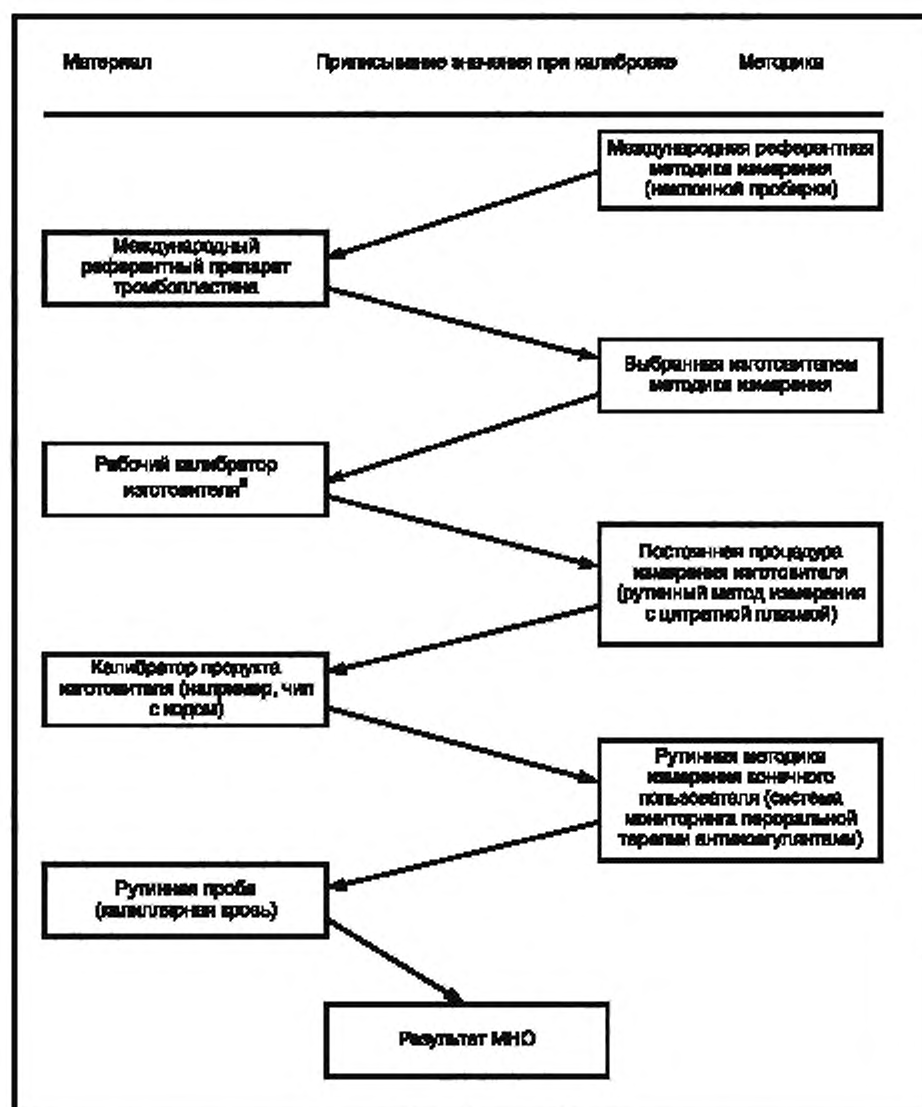 Материал Приписывание значения при калибровке Методика
Международная референтная
методика измерения
(наклонной пробирки)
Международный
референтный препарат
тромбопластина
Выбранная изготовителем
методика измерения
Рабочий калибратор
изготовителяª
Постоянная процедура
измерения изготовителя
(рутинный метод измерения
с цитратной плазмой)
Калибратор продукта
изготовителя (например, чип
с кодом)
Рутинная методика
измерения конечного
пользователя (система
мониторинга пероральной
терапии антикоагулянтами)
Рутинная проба
(капиллярная кровь)
Результат МНО